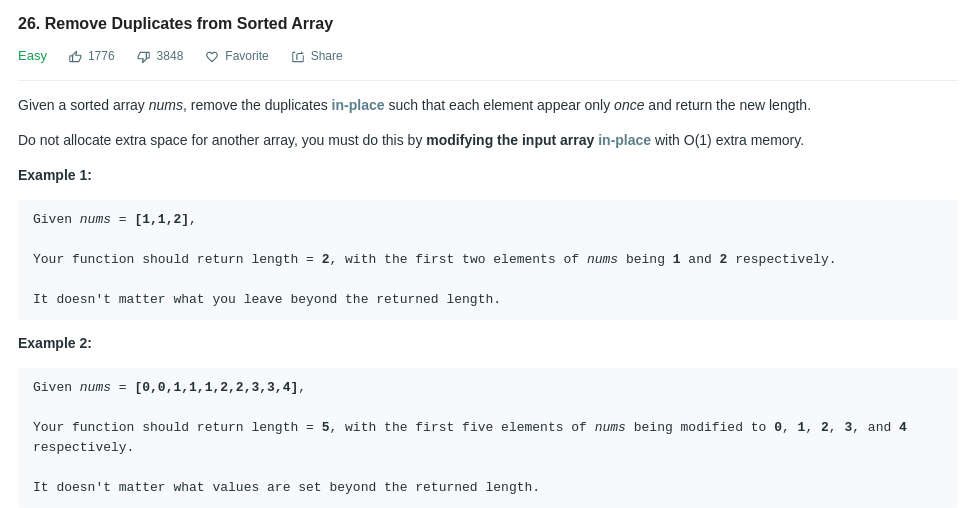 26. Remove Duplicates from Sorted Array
Easy 1776 3848 Favorite Share
Given a sorted array nums, remove the duplicates in-place such that each element appear only once and return the new length.
Do not allocate extra space for another array, you must do this by modifying the input array in-place with O(1) extra memory.
Example 1:
Given nums = [1,1,2],
Your function should return length = 2, with the first two elements of nums being 1 and 2 respectively.
It doesn't matter what you leave beyond the returned length.
Example 2:
Given nums = [0,0,1,1,1,2,2,3,3,4],
Your function should return length = 5, with the first five elements of nums being modified to 0, 1, 2, 3, and 4
respectively.
It doesn't matter what values are set beyond the returned length.